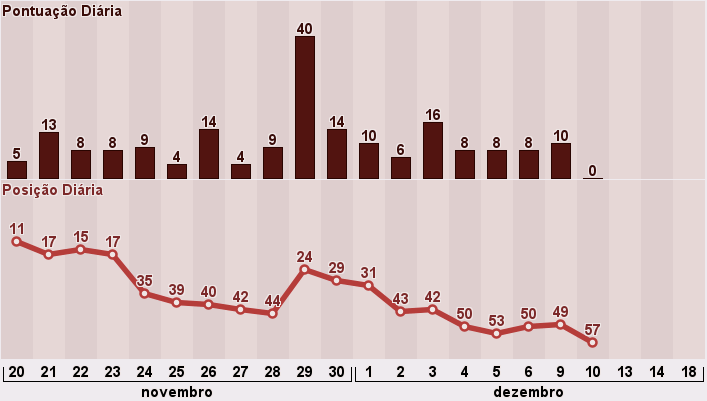 Pontuação Diária
5 13 8 8 9 4 14 4 9 40 14 10 6 16 8 8 8 10 0
Posição Diária
11 17 15 17 35 39 40 42 44 24 29 31 43 42 50 53 50 49 57
20 21 22 23 24 25 26 27 28 29 30 1 2 3 4 5 6 9 10 13 14 18
novembro dezembro